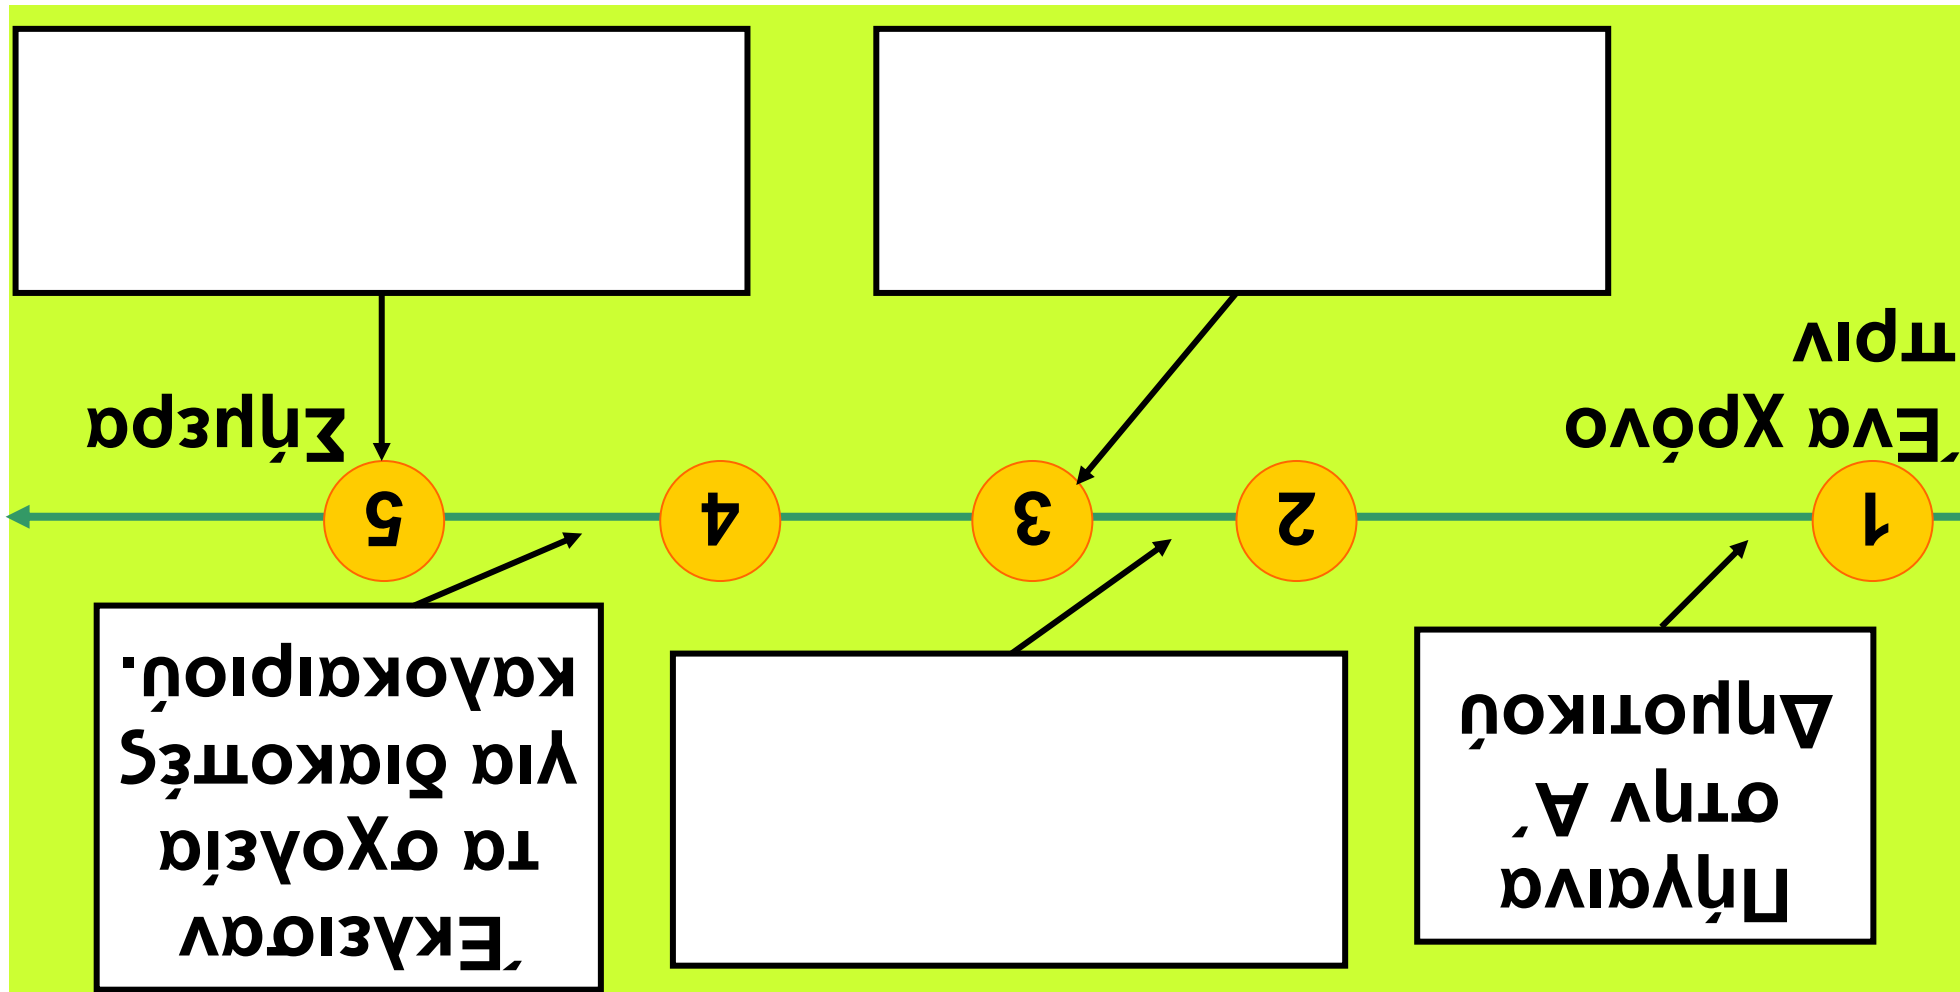 Πήγαινα
στην Α΄
Δημοτικού
Έκλεισαν
τα σχολεία
για διακοπές
καλοκαιριού.
1
2
3
4
5
Ένα χρόνο
πριν
Σήμερα